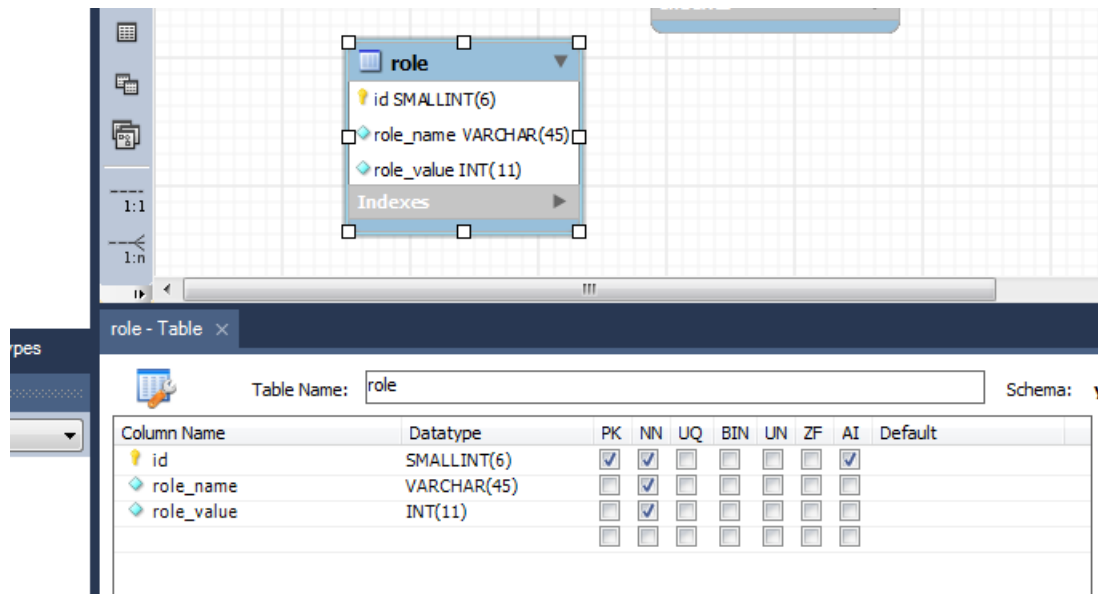 role
id SMALLINT(6)
role_name VARCHAR(45)
role_value INT(11)
Indexes
1:1
1:n
role - Table
ypes
Table Name: role Schema:
Column Name Datatype PK NN UQ BIN UN ZF AI Default
id SMALLINT(6)
role_name VARCHAR(45)
role_value INT(11)